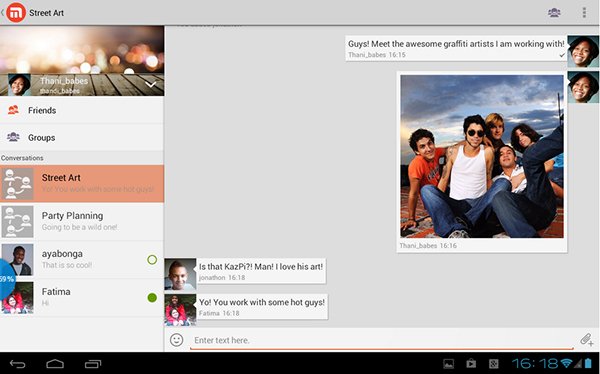 Street Art
Thani_babes
thandi_babes
Friends
Groups
Conversations
Street Art
Yo! You work with some hot guys!
Party Planning
Going to be a wild one!
ayabonga
That is so cool!
Fatima
Hi
59%
Guys! Meet the awesome graffiti artists I am working with!
Thani_babes 16:15
Thani_babes 16:16
Is that KazPi?! Man! I love his art!
jonathon 16:18
Yo! You work with some hot guys!
Fatima 16:18
Enter text here.
16:18